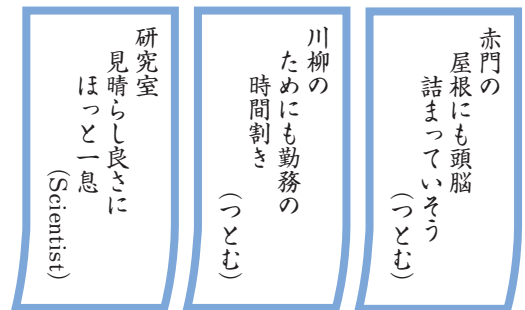 赤門の
屋根にも頭脳
詰まっていそう
(つとむ)
川柳の
ためにも勤務の
時間割き
(つとむ)
研究室
見晴らし良さに
ほっと一息
(Scientist)